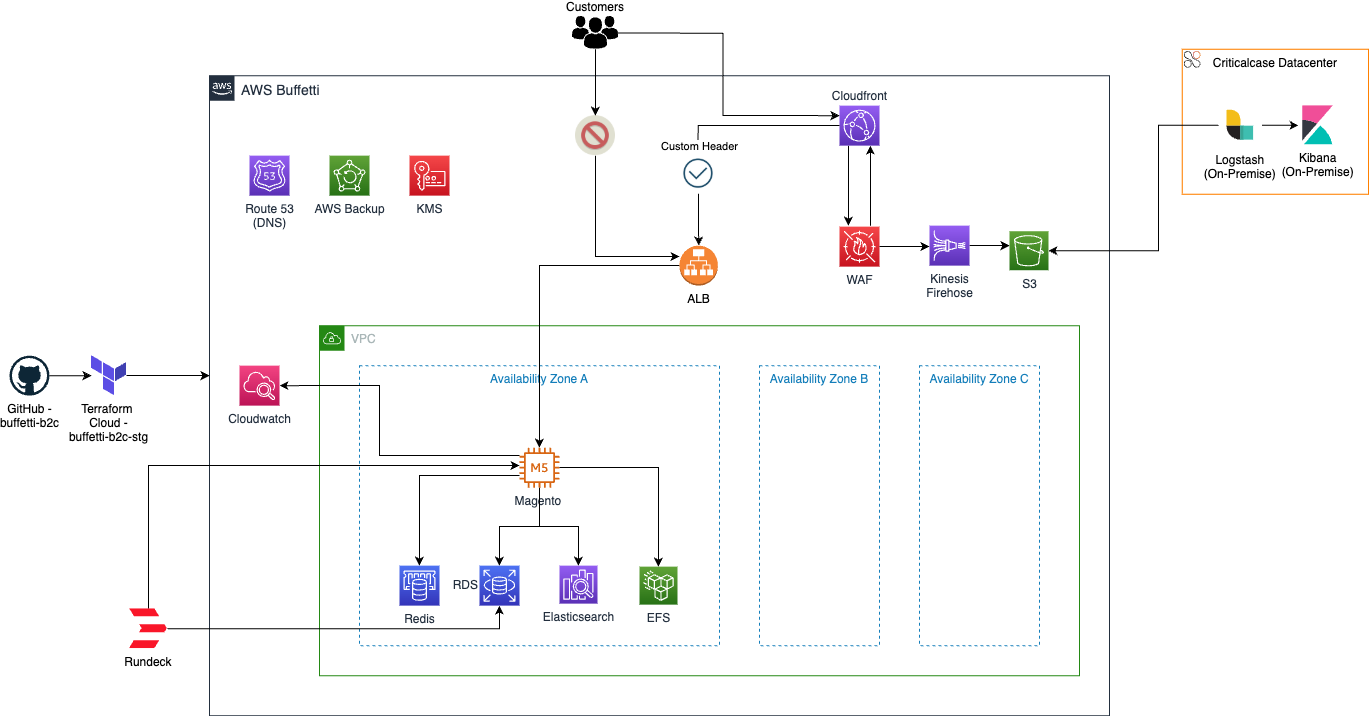 Customers
aws
AWS Buffetti
Cloudfront
Criticalcase Datacenter
Custom Header
Logstash
(On-Premise)
Kibana
(On-Premise)
53
Route 53
(DNS)
AWS Backup
KMS
ALB
WAF
Kinesis
Firehose
S3
VPC
Availability Zone A
Availability Zone B
Availability Zone C
GitHub -
buffetti-b2c
Terraform
Cloud -
buffetti-b2c-stg
Cloudwatch
M5
Magento
Redis
RDS
Elasticsearch
EFS
Rundeck